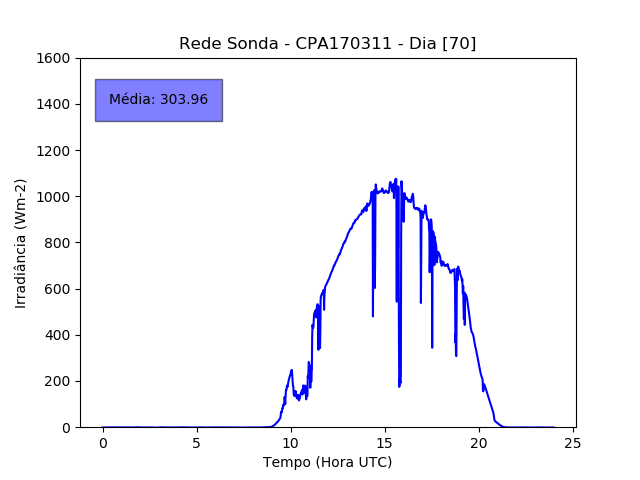 Rede Sonda - CPA170311 - Dia [70]
1600
1400
1200
1000
800
600
400
200
0
Média: 303.96
Irradiância (Wm-2)
0 5 10 15 20 25
Tempo (Hora UTC)